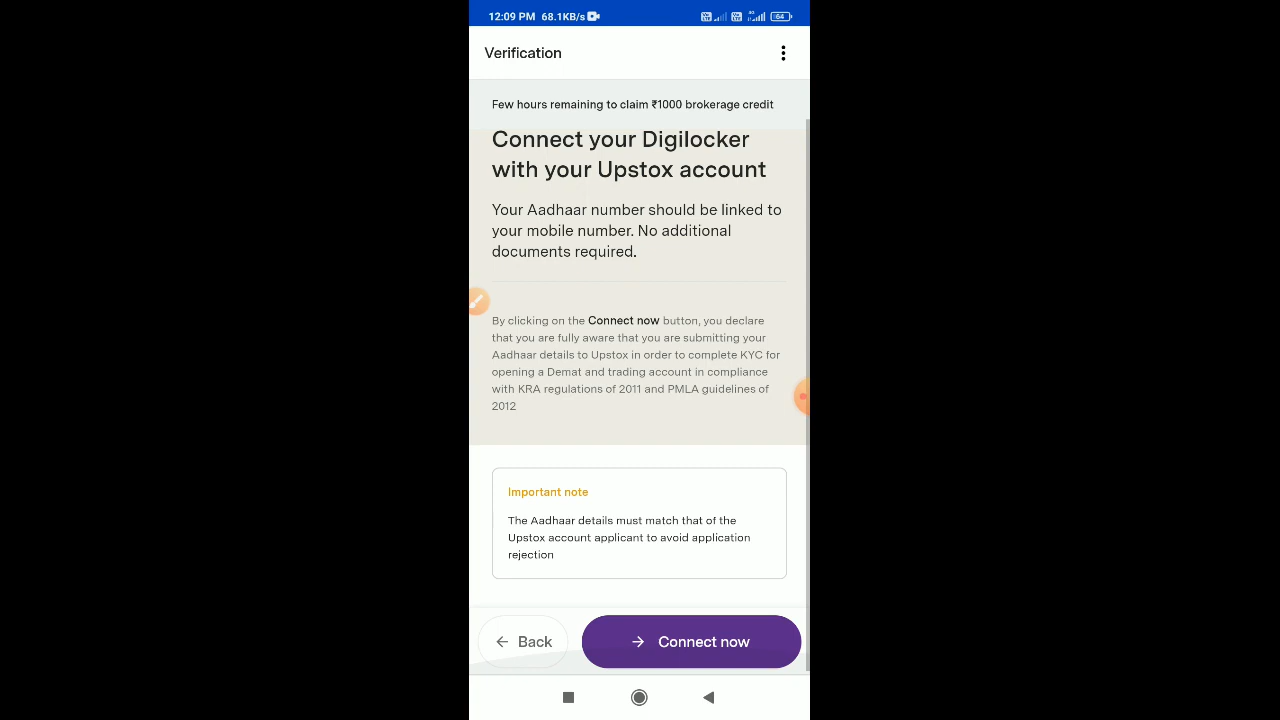 12:09 PM 68.1KB/s 4G 64
Verification
Few hours remaining to claim ₹1000 brokerage credit
Connect your Digilocker
with your Upstox account
Your Aadhaar number should be linked to
your mobile number. No additional
documents required.
By clicking on the Connect now button, you declare
that you are fully aware that you are submitting your
Aadhaar details to Upstox in order to complete KYC for
opening a Demat and trading account in compliance
with KRA regulations of 2011 and PMLA guidelines of
2012
Important note
The Aadhaar details must match that of the
Upstox account applicant to avoid application
rejection
← Back → Connect now